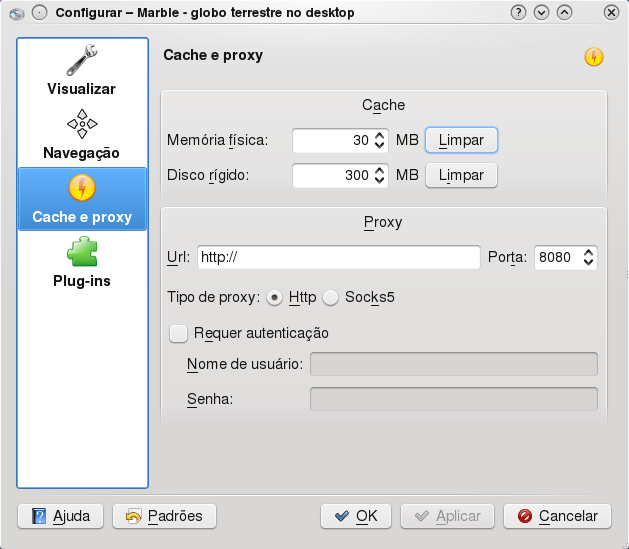 Configurar – Marble - globo terrestre no desktop
Visualizar
Navegação
Cache e proxy
Plug-ins
Cache e proxy
Cache
Memória física: 30 MB Limpar
Disco rígido: 300 MB Limpar
Proxy
Url: http:// Porta: 8080
Tipo de proxy: Http Socks5
Requer autenticação
Nome de usuário:
Senha:
Ajuda Padrões OK Aplicar Cancelar